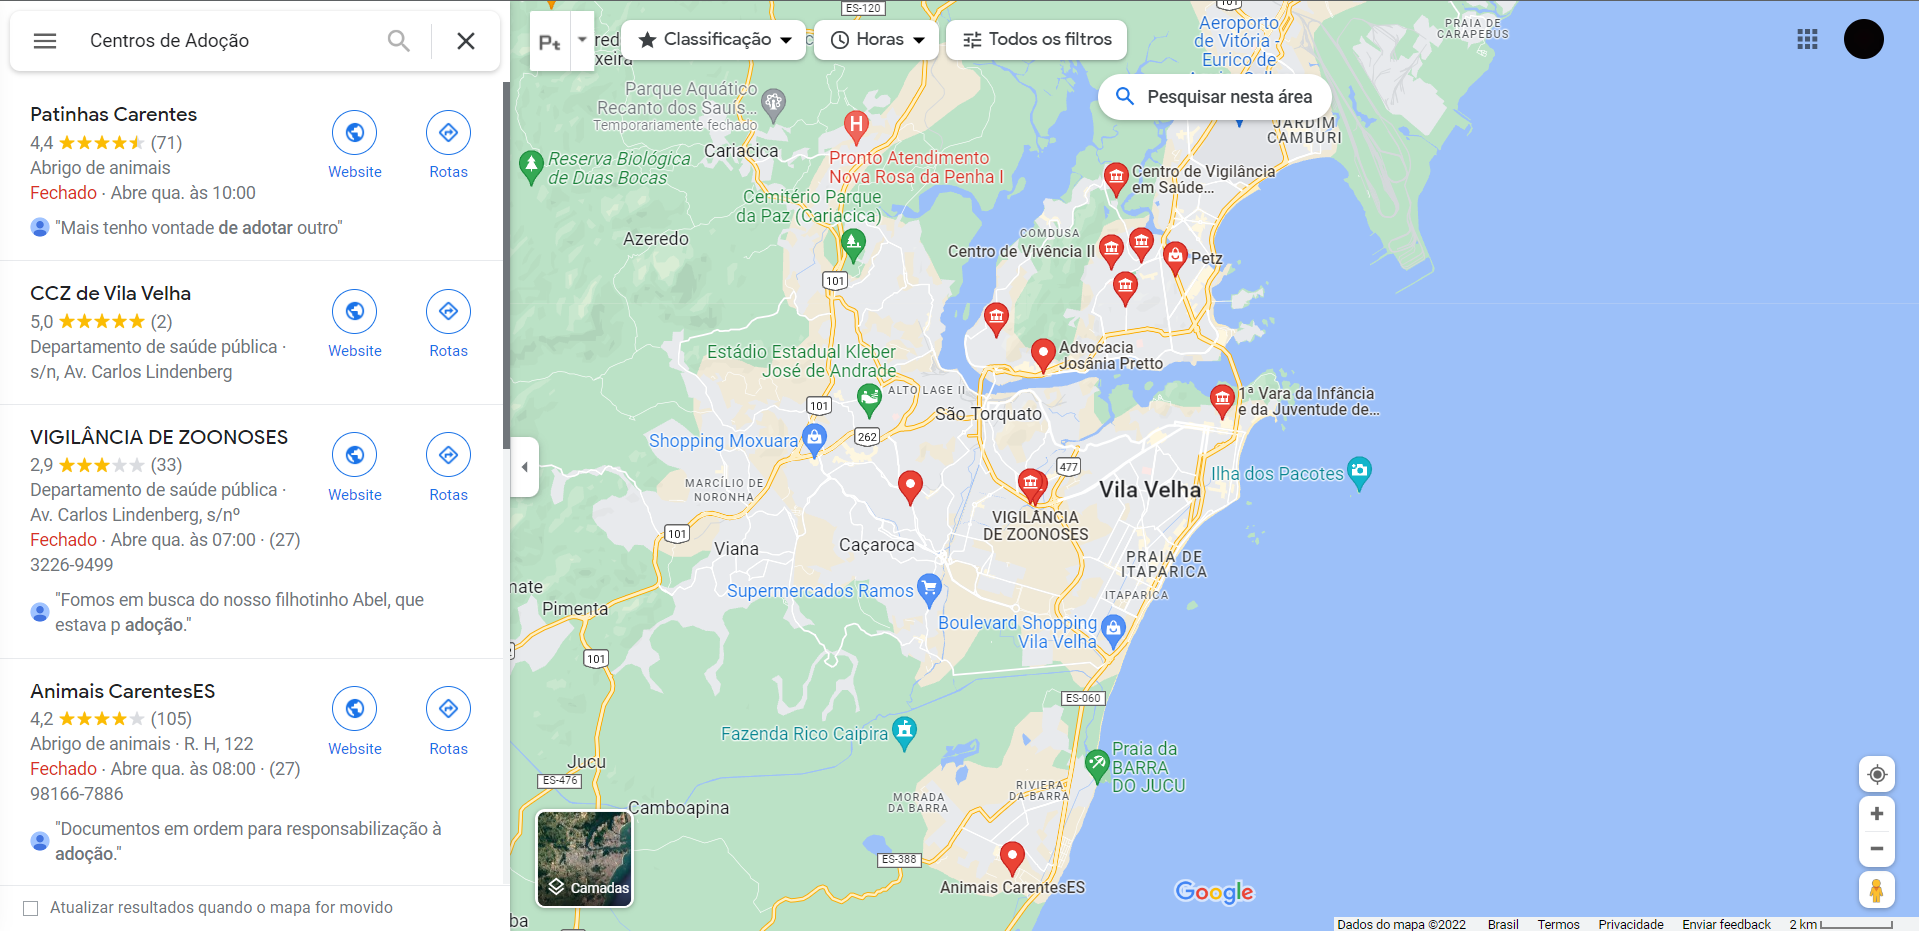 Centros de Adoção
Patinhas Carentes
4,4 (71)
Abrigo de animais
Fechado · Abre qua. às 10:00
"Mais tenho vontade de adotar outro"
Website
Rotas
CCZ de Vila Velha
5,0 (2)
Departamento de saúde pública ·
s/n, Av. Carlos Lindenberg
Website
Rotas
VIGILÂNCIA DE ZOONOSES
2,9 (33)
Departamento de saúde pública ·
Av. Carlos Lindenberg, s/nº
Fechado · Abre qua. às 07:00 · (27)
3226-9499
"Fomos em busca do nosso filhotinho Abel, que
estava p adoção."
Website
Rotas
Animais CarentesES
4,2 (105)
Abrigo de animais · R. H, 122
Fechado · Abre qua. às 08:00 · (27)
98166-7886
"Documentos em ordem para responsabilização à
adoção."
Website
Rotas
Atualizar resultados quando o mapa for movido
Pt
Classificação
Horas
Todos os filtros
Pesquisar nesta área
ES-120
101
Aeroporto
de Vitória -
Eurico de
PRAIA DE
CARAPEBUS
Parque Aquático
Recanto dos Sauís...
Temporariamente fechado
Cariacica
Reserva Biológica
de Duas Bocas
Pronto Atendimento
Nova Rosa da Penha I
Cemitério Parque
da Paz (Cariacica)
Azeredo
JARDIM
CAMBURI
Centro de Vigilância
em Saúde...
COMDUSA
Centro de Vivência II
Petz
101
Estádio Estadual Kleber
José de Andrade
ALTO LAGE II
Advocacia
Josânia Pretto
101
São Torquato
1ª Vara da Infância
e da Juventude de...
262
Shopping Moxuara
477
Ilha dos Pacotes
MARCÍLIO DE
NORONHA
Vila Velha
101
VIGILÂNCIA
DE ZOONOSES
Viana
Caçaroca
PRAIA DE
ITAPARICA
nate
Supermercados Ramos
ITAPARICA
Pimenta
Boulevard Shopping
Vila Velha
101
ES-060
Fazenda Rico Caipira
Jucu
ES-476
Praia da
BARRA
DO JUCU
RIVIERA
DA BARRA
MORADA
DA BARRA
Camboapina
ES-388
Animais CarentesES
Camadas
ba
Google
Dados do mapa ©2022 Brasil Termos Privacidade Enviar feedback 2 km